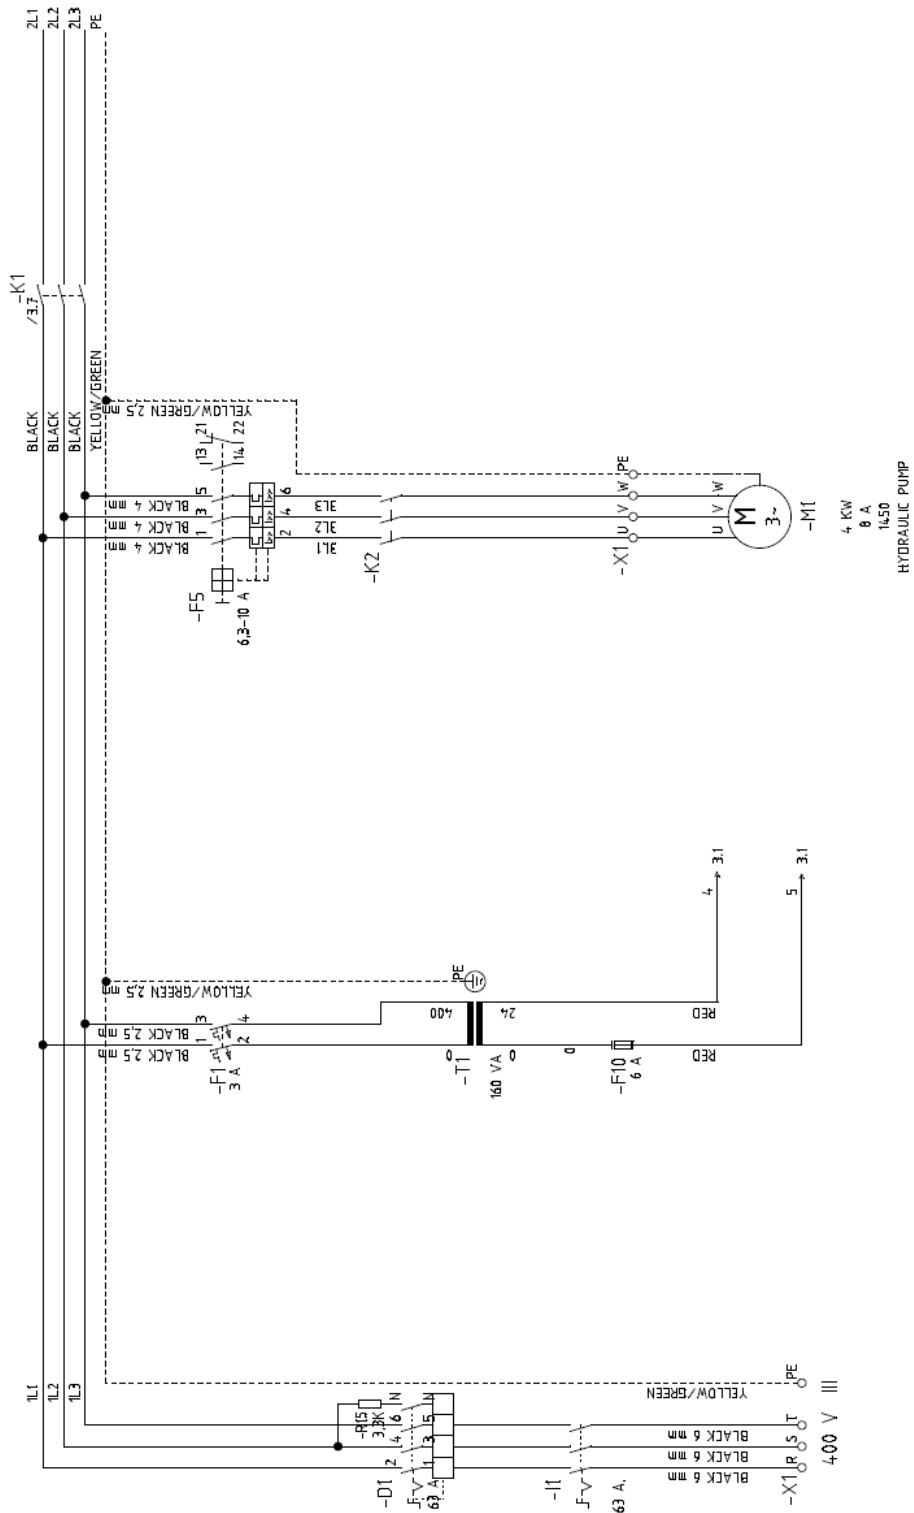 1L1
1L2
1L3
BLACK
BLACK
BLACK
YELLOW/GREEN
-K1
/3.7
2L1
2L2
2L3
PE
-D1
63 A
2 4 6 N
1 3 5 N
-R15
3,3K
-I1
63 A.
BLACK 6 mm
BLACK 6 mm
BLACK 6 mm
YELLOW/GREEN
-X1
R S T PE
400 V
BLACK 2,5 mm
BLACK 2,5 mm
YELLOW/GREEN 2,5 mm
-F1
3 A
1 3
2 4
-T1
160 VA
0 400
0 24
PE
0
-F10
6 A
RED
RED
4
3.1
5
3.1
BLACK 4 mm
BLACK 4 mm
BLACK 4 mm
YELLOW/GREEN 2,5 mm
-F5
6,3-10 A
1 3 5 13 21
14 22
2 4 6
3L1
3L2
3L3
-K2
-X1
U V W PE
U V W
M
3~
-M1
4 KW
8 A
1450
HYDRAULIC PUMP